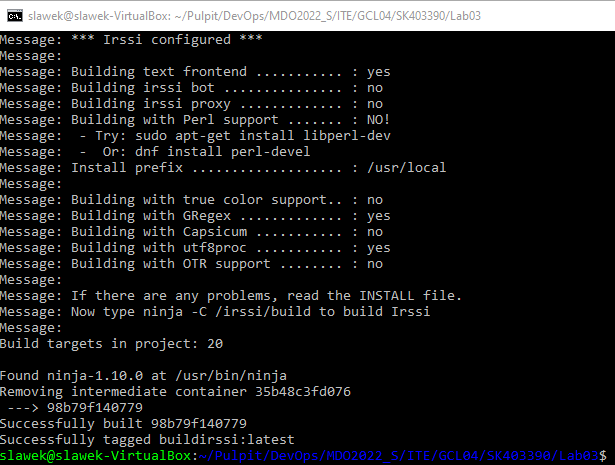 slawek@slawek-VirtualBox: ~/Pulpit/DevOps/MDO2022_S/ITE/GCL04/SK403390/Lab03
Message: *** Irssi configured ***
Message:
Message: Building text frontend ........... : yes
Message: Building irssi bot ............... : no
Message: Building irssi proxy ............. : no
Message: Building with Perl support ....... : NO!
Message:  - Try: sudo apt-get install libperl-dev
Message:  -  Or: dnf install perl-devel
Message: Install prefix ................... : /usr/local
Message:
Message: Building with true color support.. : no
Message: Building with GRegex ............. : yes
Message: Building with Capsicum ........... : no
Message: Building with utf8proc ........... : yes
Message: Building with OTR support ........ : no
Message:
Message: If there are any problems, read the INSTALL file.
Message: Now type ninja -C /irssi/build to build Irssi
Message:
Build targets in project: 20
Found ninja-1.10.0 at /usr/bin/ninja
Removing intermediate container 35b48c3fd076
 ---> 98b79f140779
Successfully built 98b79f140779
Successfully tagged buildirssi:latest
slawek@slawek-VirtualBox:~/Pulpit/DevOps/MDO2022_S/ITE/GCL04/SK403390/Lab03$